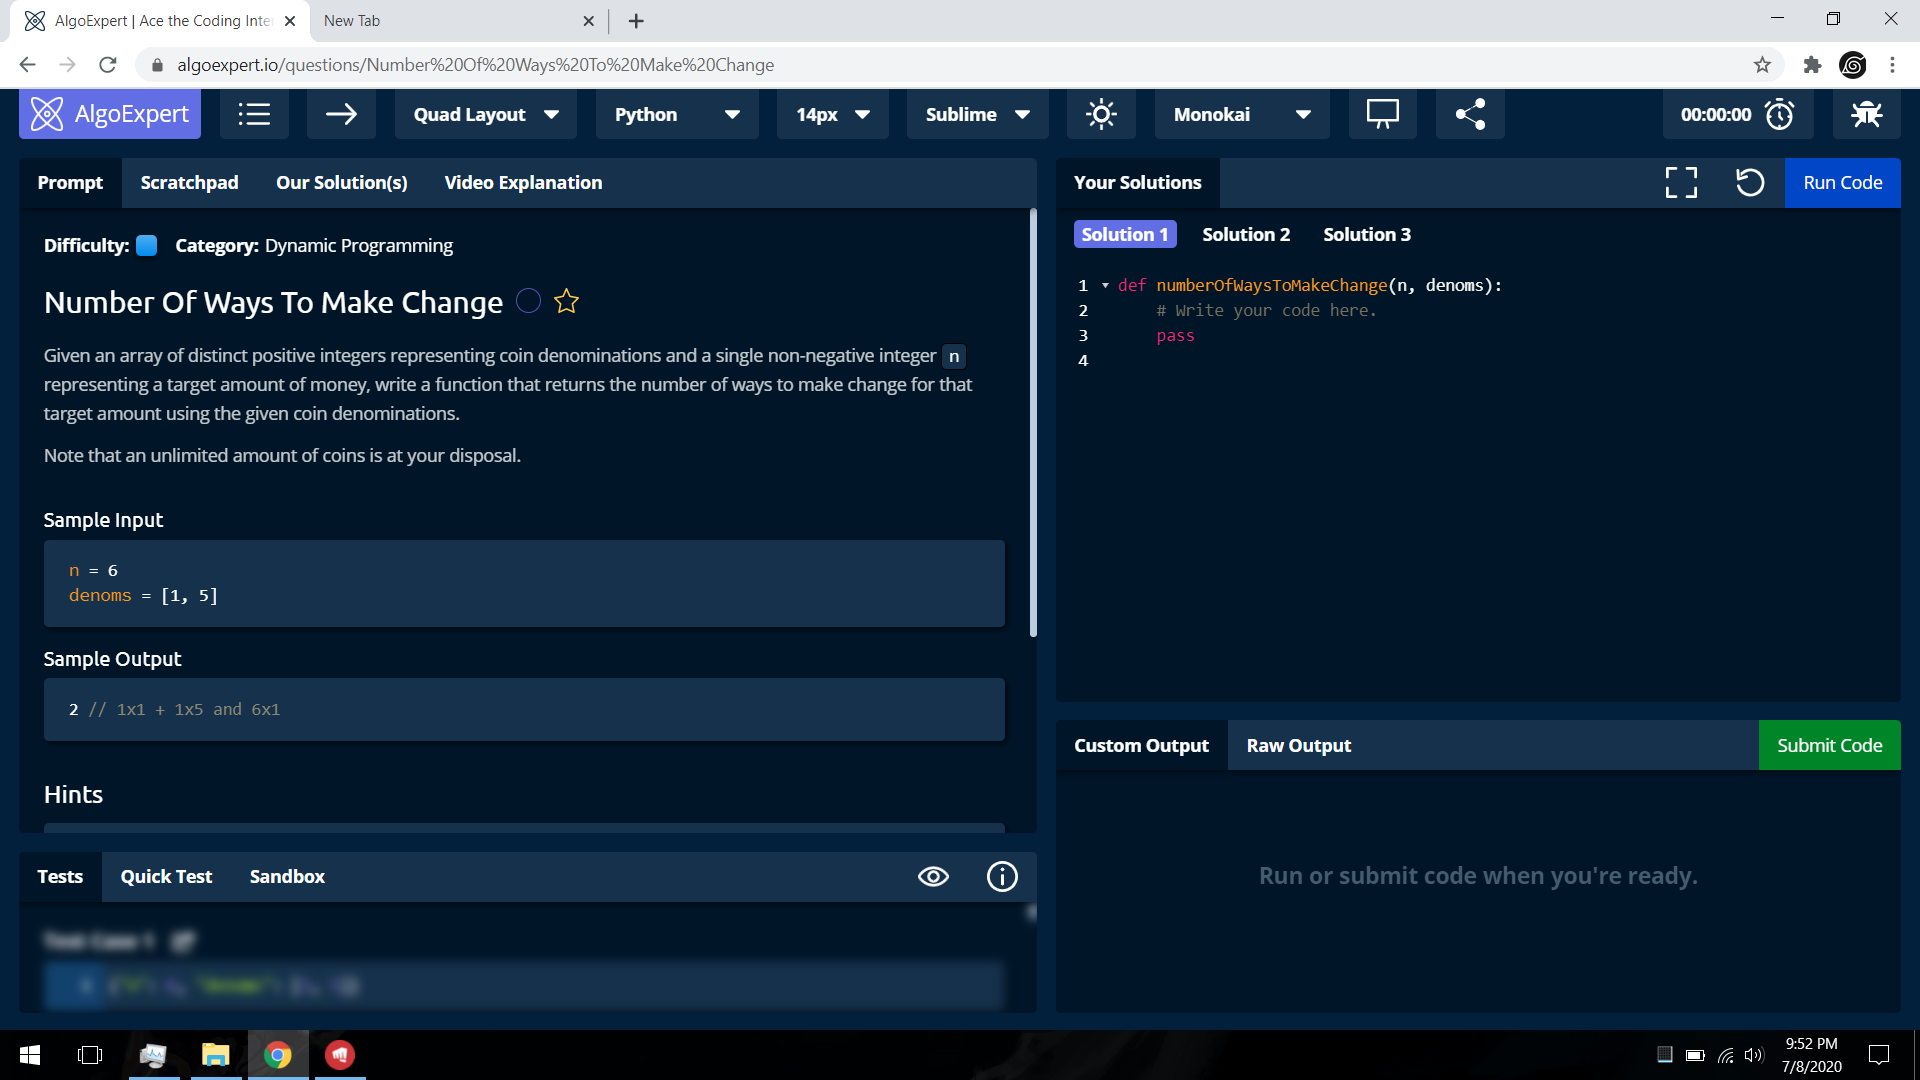 AlgoExpert | Ace the Coding Inte
New Tab
algoexpert.io/questions/Number%20Of%20Ways%20To%20Make%20Change
AlgoExpert
Quad Layout
Python
14px
Sublime
Monokai
00:00:00
Prompt
Scratchpad
Our Solution(s)
Video Explanation
Difficulty:
Category: Dynamic Programming
Number Of Ways To Make Change
Given an array of distinct positive integers representing coin denominations and a single non-negative integer n
representing a target amount of money, write a function that returns the number of ways to make change for that
target amount using the given coin denominations.
Note that an unlimited amount of coins is at your disposal.
Sample Input
n = 6
denoms = [1, 5]
Sample Output
2 // 1x1 + 1x5 and 6x1
Hints
Tests
Quick Test
Sandbox
Test Case 1
Your Solutions
Run Code
Solution 1
Solution 2
Solution 3
1 def numberOfWaysToMakeChange(n, denoms):
2 # Write your code here.
3 pass
4
Custom Output
Raw Output
Submit Code
Run or submit code when you're ready.
9:52 PM
7/8/2020